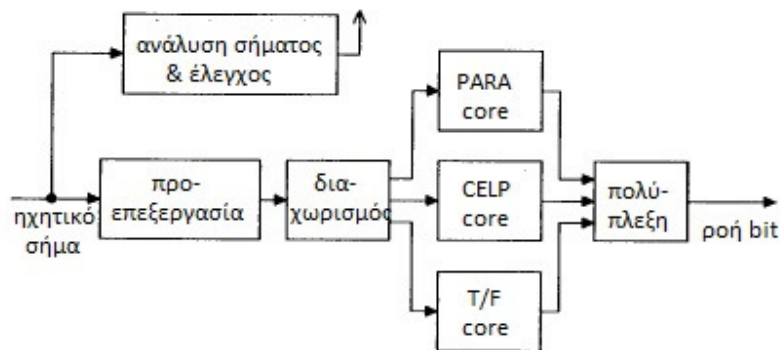 ανάλυση σήματος
& έλεγχος
PARA
core
ηχητικό
σήμα
προ-
επεξεργασία
δια-
χωρισμός
CELP
core
πολύ-
πλεξη
ροή bit
T/F
core